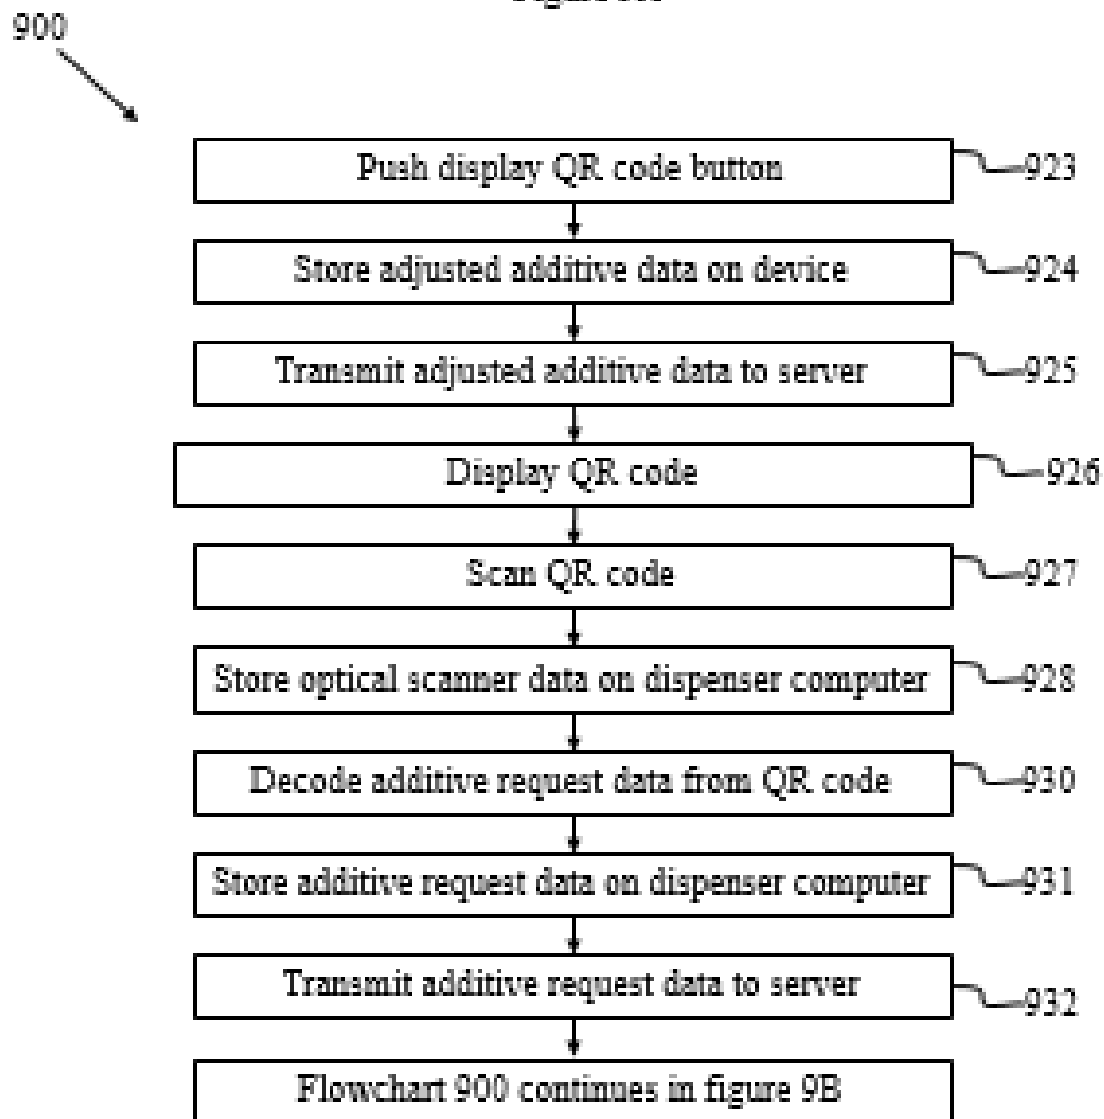 900
Push display QR code button
923
Store adjusted additive data on device
924
Transmit adjusted additive data to server
925
Display QR code
926
Scan QR code
927
Store optical scanner data on dispenser computer
928
Decode additive request data from QR code
930
Store additive request data on dispenser computer
931
Transmit additive request data to server
932
Flowchart 900 continues in figure 9B